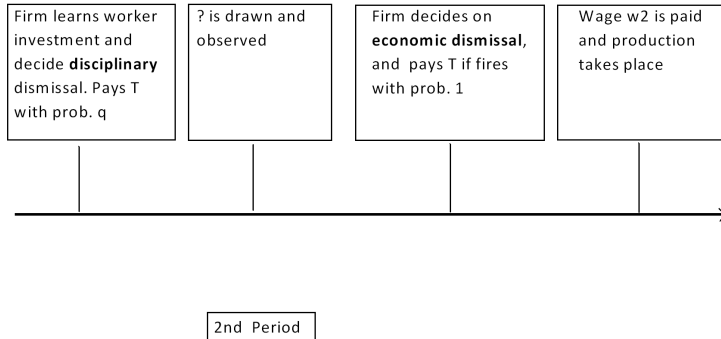 Firm learns worker
investment and
decide disciplinary
dismissal. Pays T
with prob. q
? is drawn and
observed
Firm decides on
economic dismissal,
and pays T if fires
with prob. 1
Wage w2 is paid
and production
takes place
2nd Period